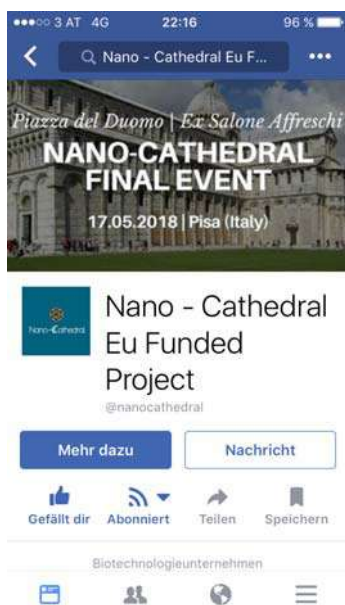 3 AT 4G 22:16 96 %
Nano - Cathedral Eu F...
Piazza del Duomo | Ex Salone Affreschi
NANO-CATHEDRAL
FINAL EVENT
17.05.2018 | Pisa (Italy)
Nano-Cathedral
Nano - Cathedral
Eu Funded
Project
@nanocathedral
Mehr dazu
Nachricht
Gefällt dir
Abonniert
Teilen
Speichern
Biotechnologieunternehmen